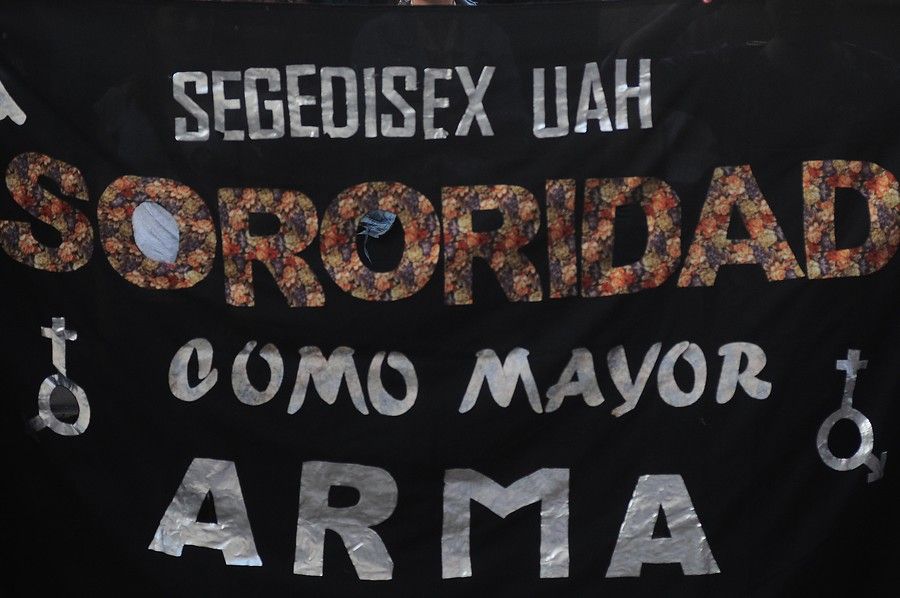 SEGEDISEX UAH
SORORIDAD
COMO MAYOR
ARMA